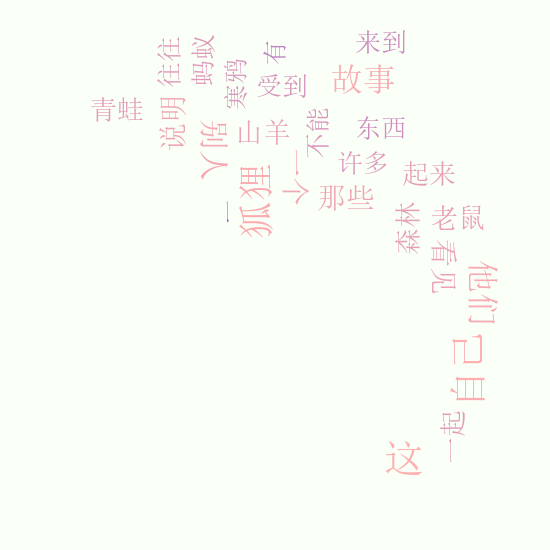 来到
往往
蚂蚁
有
寒鸦
受到
故事
青蛙
说明
别人
山羊
不能
东西
许多
一个
起来
狐狸
那些
一
森林
老鼠
看见
他们
自己
一起
这